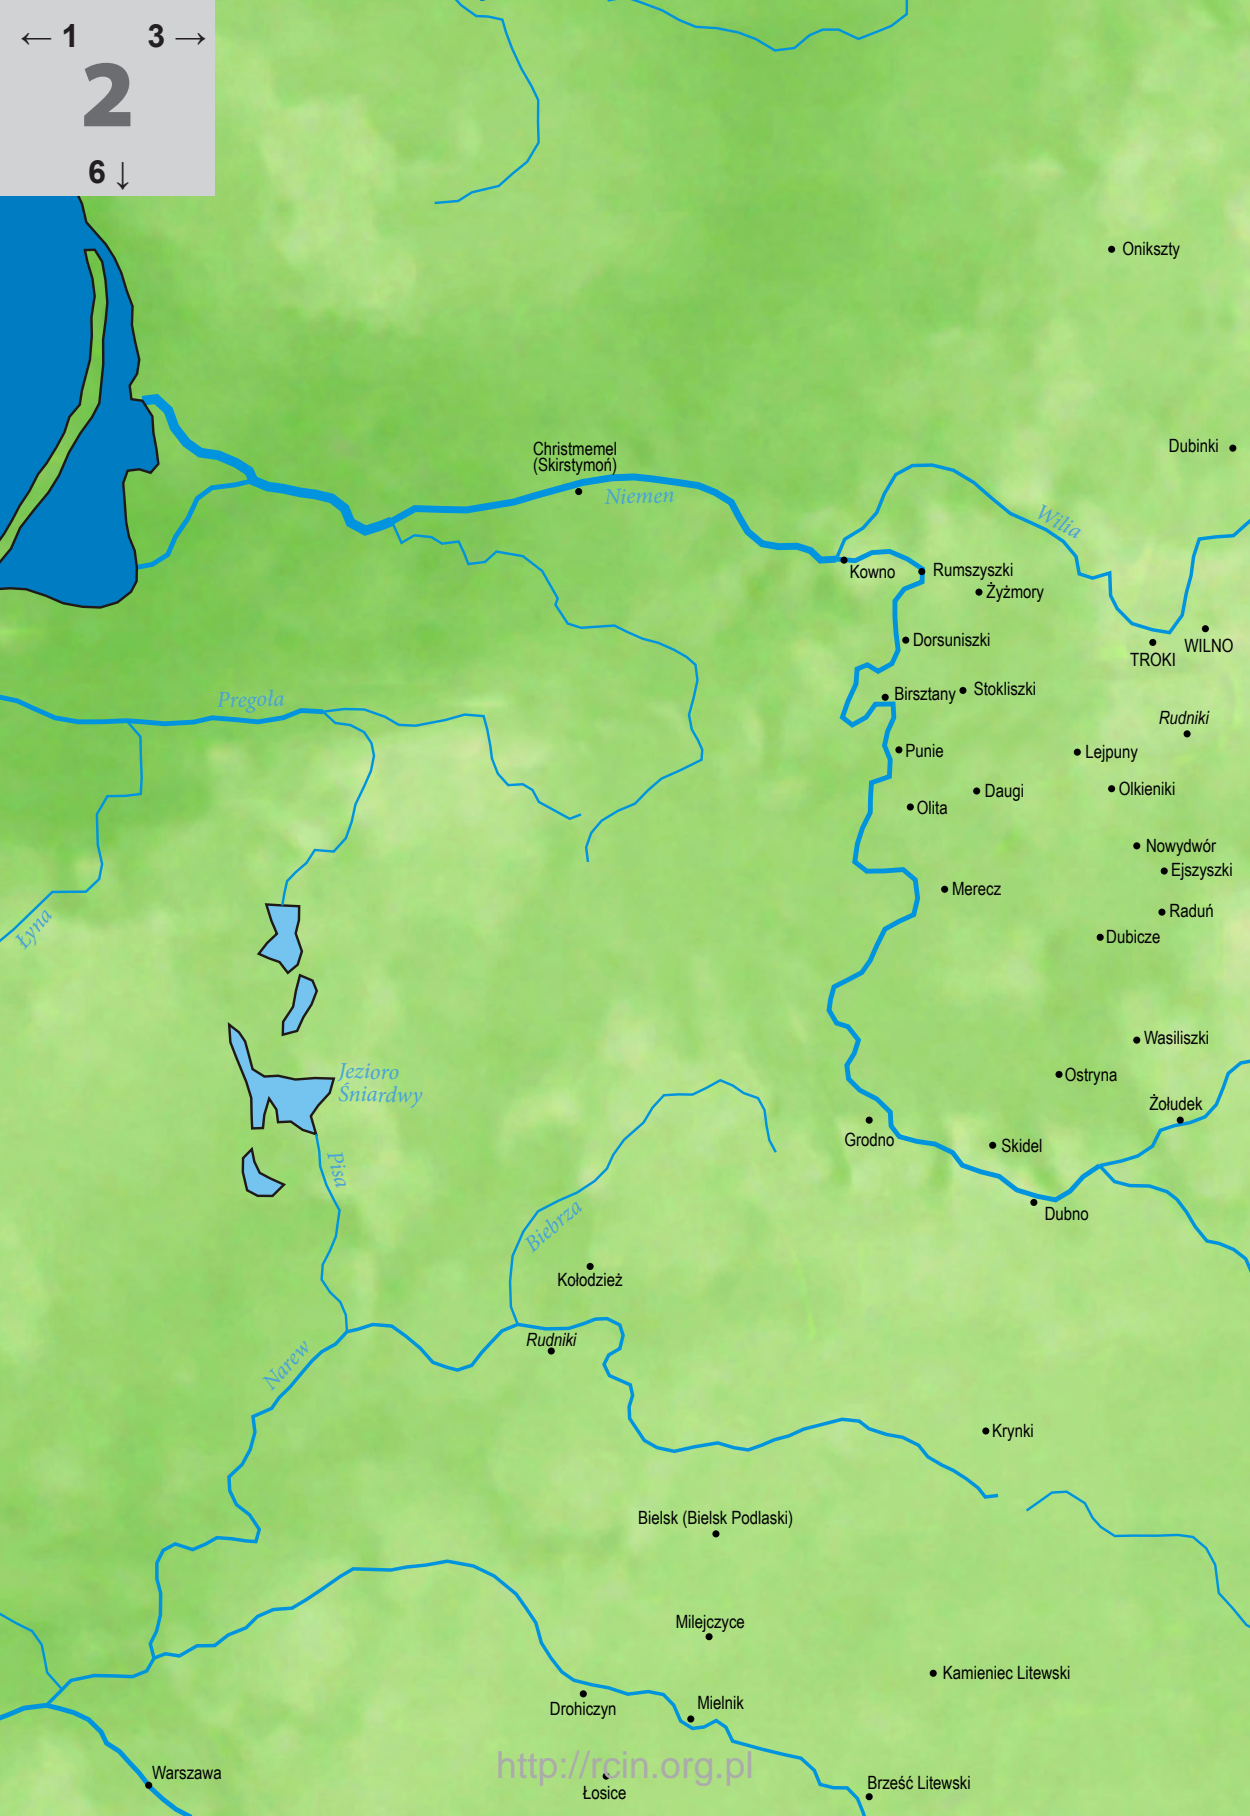 ← 1 3 →
2
6 ↓
Onikszty
Dubinki
Christmemel
(Skirstymoń)
Niemen
Wilia
Kowno
Rumszyszki
Żyżmory
Dorsuniszki
TROKI
WILNO
Birsztany
Stokliszki
Pregola
Rudniki
Punie
Lejpuny
Daugi
Olkieniki
Olita
Nowydwór
Ejszyszki
Merecz
Raduń
Łyna
Dubicze
Wasiliszki
Jezioro
Śniardwy
Ostryna
Żołudek
Grodno
Skidel
Pisa
Dubno
Biebrza
Kołodzież
Rudniki
Narew
Krynki
Bielsk (Bielsk Podlaski)
Milejczyce
Kamieniec Litewski
Drohiczyn
Mielnik
http://rcin.org.pl
Warszawa
Łosice
Brześć Litewski